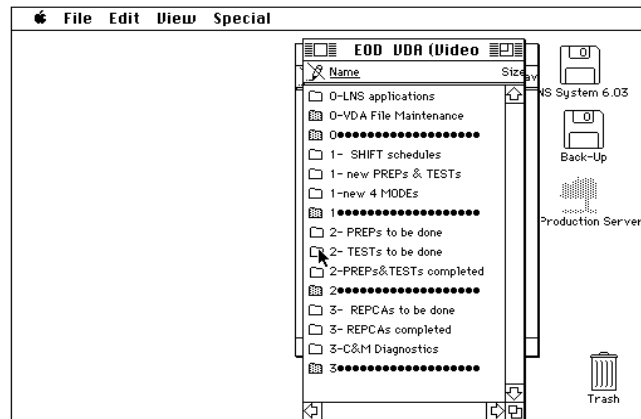 File Edit View Special
EOD VDA (Video
Name Size
0-LNS applications
0-VDA File Maintenance
0●●●●●●●●●●●●●●●●●●●
1- SHIFT schedules
1- new PREPs & TESTs
1-new 4 MODEs
1●●●●●●●●●●●●●●●●●●●
2- PREPs to be done
2- TESTs to be done
2-PREPs&TESTs completed
2●●●●●●●●●●●●●●●●●●●
3- REPCAs to be done
3- REPCAs completed
3-C&M Diagnostics
3●●●●●●●●●●●●●●●●●●●
System 6.03
Back-Up
Production Server
Trash